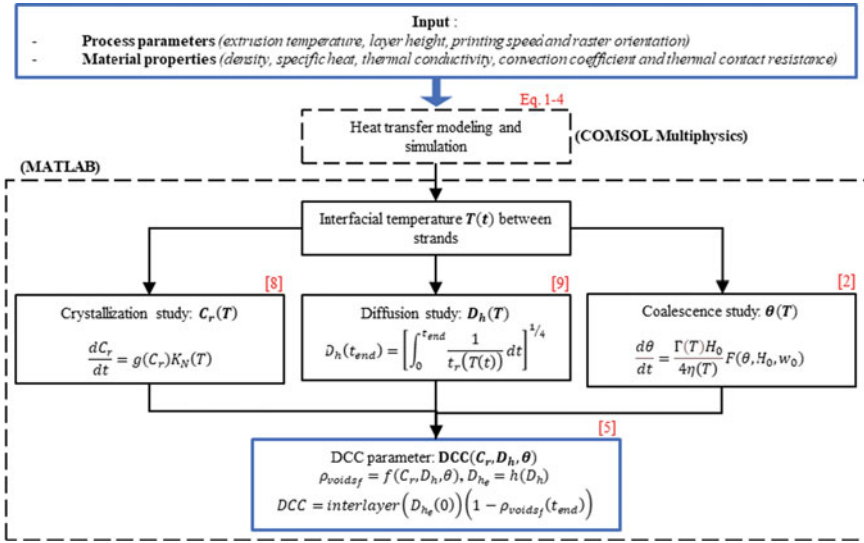 Input :
- Process parameters (extrusion temperature, layer height, printing speed and raster orientation)
- Material properties (density, specific heat, thermal conductivity, convection coefficient and thermal contact resistance)
Eq. 1-4
Heat transfer modeling and
simulation
(COMSOL Multiphysics)
(MATLAB)
Interfacial temperature T(t) between
strands
[8]
Crystallization study: C_r(T)
dC_r/dt = g(C_r)K_N(T)
[9]
Diffusion study: D_h(T)
D_h(t_end) = [∫_0^{t_end} 1/t_r(T(t)) dt]^{1/4}
[2]
Coalescence study: θ(T)
dθ/dt = Γ(T)H_0/4η(T) F(θ,H_0,w_0)
[5]
DCC parameter: DCC(C_r,D_h,θ)
ρ_voidsf = f(C_r,D_h,θ), D_he = h(D_h)
DCC = interlayer(D_he(0))(1 − ρ_voidsf(t_end))